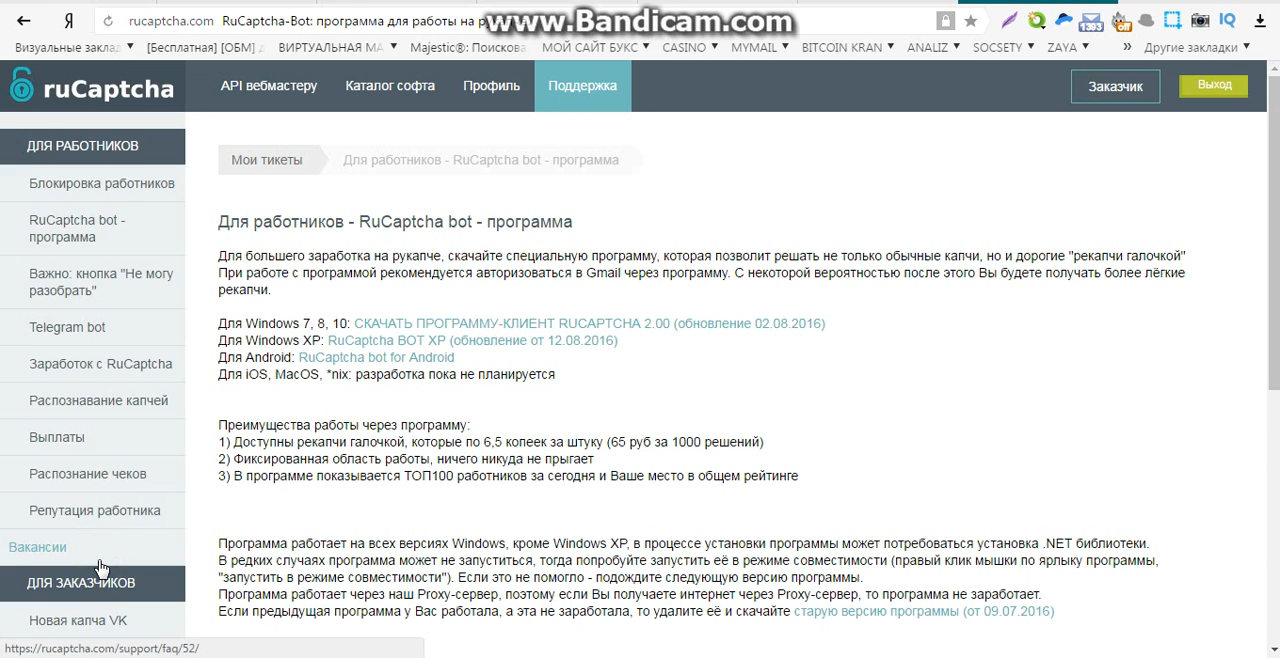 Я
rucaptcha.com RuCaptcha-Bot: программа для работы на
www.Bandicam.com
1393
off
IQ
Визуальные заклад
[Бесплатная] [ОБМ]
ВИРТУАЛЬНАЯ МА
Majestic®: Поискова
МОЙ САЙТ БУКС
CASINO
MYMAIL
BITCOIN KRAN
ANALIZ
SOCSETY
ZAYA
»
Другие закладки
ruCaptcha
API вебмастеру
Каталог софта
Профиль
Поддержка
Заказчик
Выход
ДЛЯ РАБОТНИКОВ
Блокировка работников
RuCaptcha bot -
программа
Важно: кнопка "Не могу
разобрать"
Telegram bot
Заработок с RuCaptcha
Распознавание капчей
Выплаты
Распознание чеков
Репутация работника
Вакансии
ДЛЯ ЗАКАЗЧИКОВ
Новая капча VK
Мои тикеты
Для работников - RuCaptcha bot - программа
Для работников - RuCaptcha bot - программа
Для большего заработка на рукапче, скачайте специальную программу, которая позволит решать не только обычные капчи, но и дорогие "рекапчи галочкой"
При работе с программой рекомендуется авторизоваться в Gmail через программу. С некоторой вероятностью после этого Вы будете получать более лёгкие
рекапчи.
Для Windows 7, 8, 10: СКАЧАТЬ ПРОГРАММУ-КЛИЕНТ RUCAPTCHA 2.00 (обновление 02.08.2016)
Для Windows XP: RuCaptcha BOT XP (обновление от 12.08.2016)
Для Android: RuCaptcha bot for Android
Для iOS, MacOS, *nix: разработка пока не планируется
Преимущества работы через программу:
1) Доступны рекапчи галочкой, которые по 6,5 копеек за штуку (65 руб за 1000 решений)
2) Фиксированная область работы, ничего никуда не прыгает
3) В программе показывается ТОП100 работников за сегодня и Ваше место в общем рейтинге
Программа работает на всех версиях Windows, кроме Windows XP, в процессе установки программы может потребоваться установка .NET библиотеки.
В редких случаях программа может не запуститься, тогда попробуйте запустить её в режиме совместимости (правый клик мышки по ярлыку программы,
"запустить в режиме совместимости"). Если это не помогло - подождите следующую версию программы.
Программа работает через наш Proxy-сервер, поэтому если Вы получаете интернет через Proxy-сервер, то программа не заработает.
Если предыдущая программа у Вас работала, а эта не заработала, то удалите её и скачайте старую версию программы (от 09.07.2016)
https://rucaptcha.com/support/faq/52/